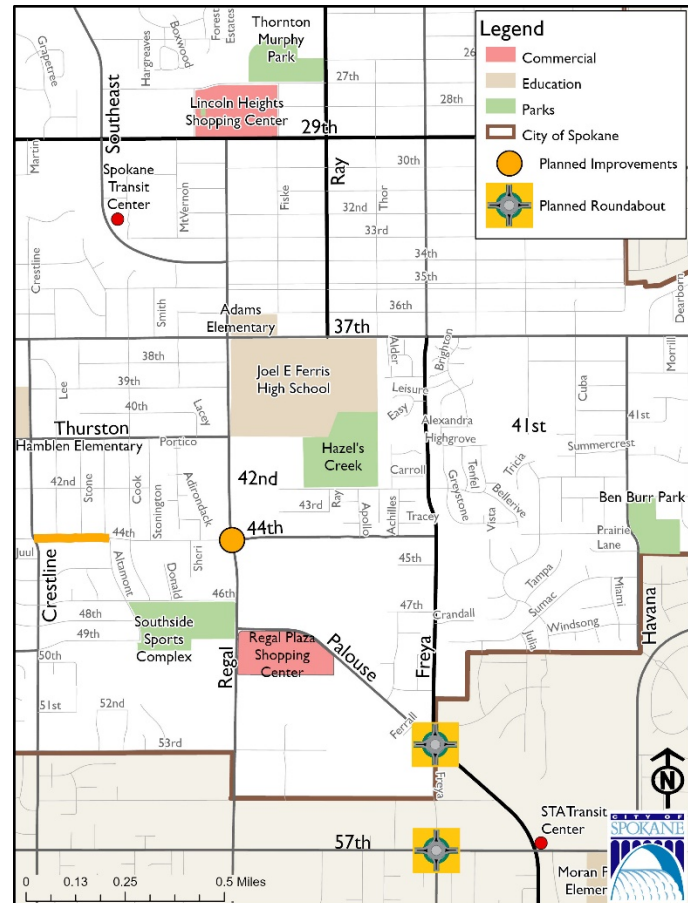 Thornton
Murphy
Park
Forest
Estates
Boxwood
Hargreaves
Grapetree
Southeast
26
27th
28th
Lincoln Heights
Shopping Center
29th
Legend
Commercial
Education
Parks
City of Spokane
Planned Improvements
Planned Roundabout
Martin
Spokane
Transit
Center
MtVernon
Fiske
Ray
Thor
30th
32nd
33rd
34th
35th
36th
Crestline
Smith
Adams
Elementary
37th
Dearborn
38th
39th
40th
Lee
Lacey
Joel E Ferris
High School
Alder
Leisure
Easy
Brighton
Alexandra
Highgrove
Cuba
Morrill
41st
41st
Summercrest
Thurston
Portico
Hamblen Elementary
Hazel's
Creek
42nd
42nd
Stone
Cook
Stonington
Adirondack
Carroll
43rd
Ray
Apollo
Achilles
Tracey
Greystone
Tenfel
Bellerive
Tricia
Vista
Ben Burr Park
Prairie
Lane
44th
44th
Juul
Crestline
Altamont
Donald
Sheri
46th
45th
47th
Crandall
Tampa
Sumac
Miami
Windsong
Julia
Havana
48th
49th
50th
Southside
Sports
Complex
Regal
Regal Plaza
Shopping
Center
Palouse
Freya
51st
52nd
53rd
Ferrall
Freya
57th
STA Transit
Center
Moran P
Elemen
N
CITY OF
SPOKANE
0 0.13 0.25 0.5 Miles